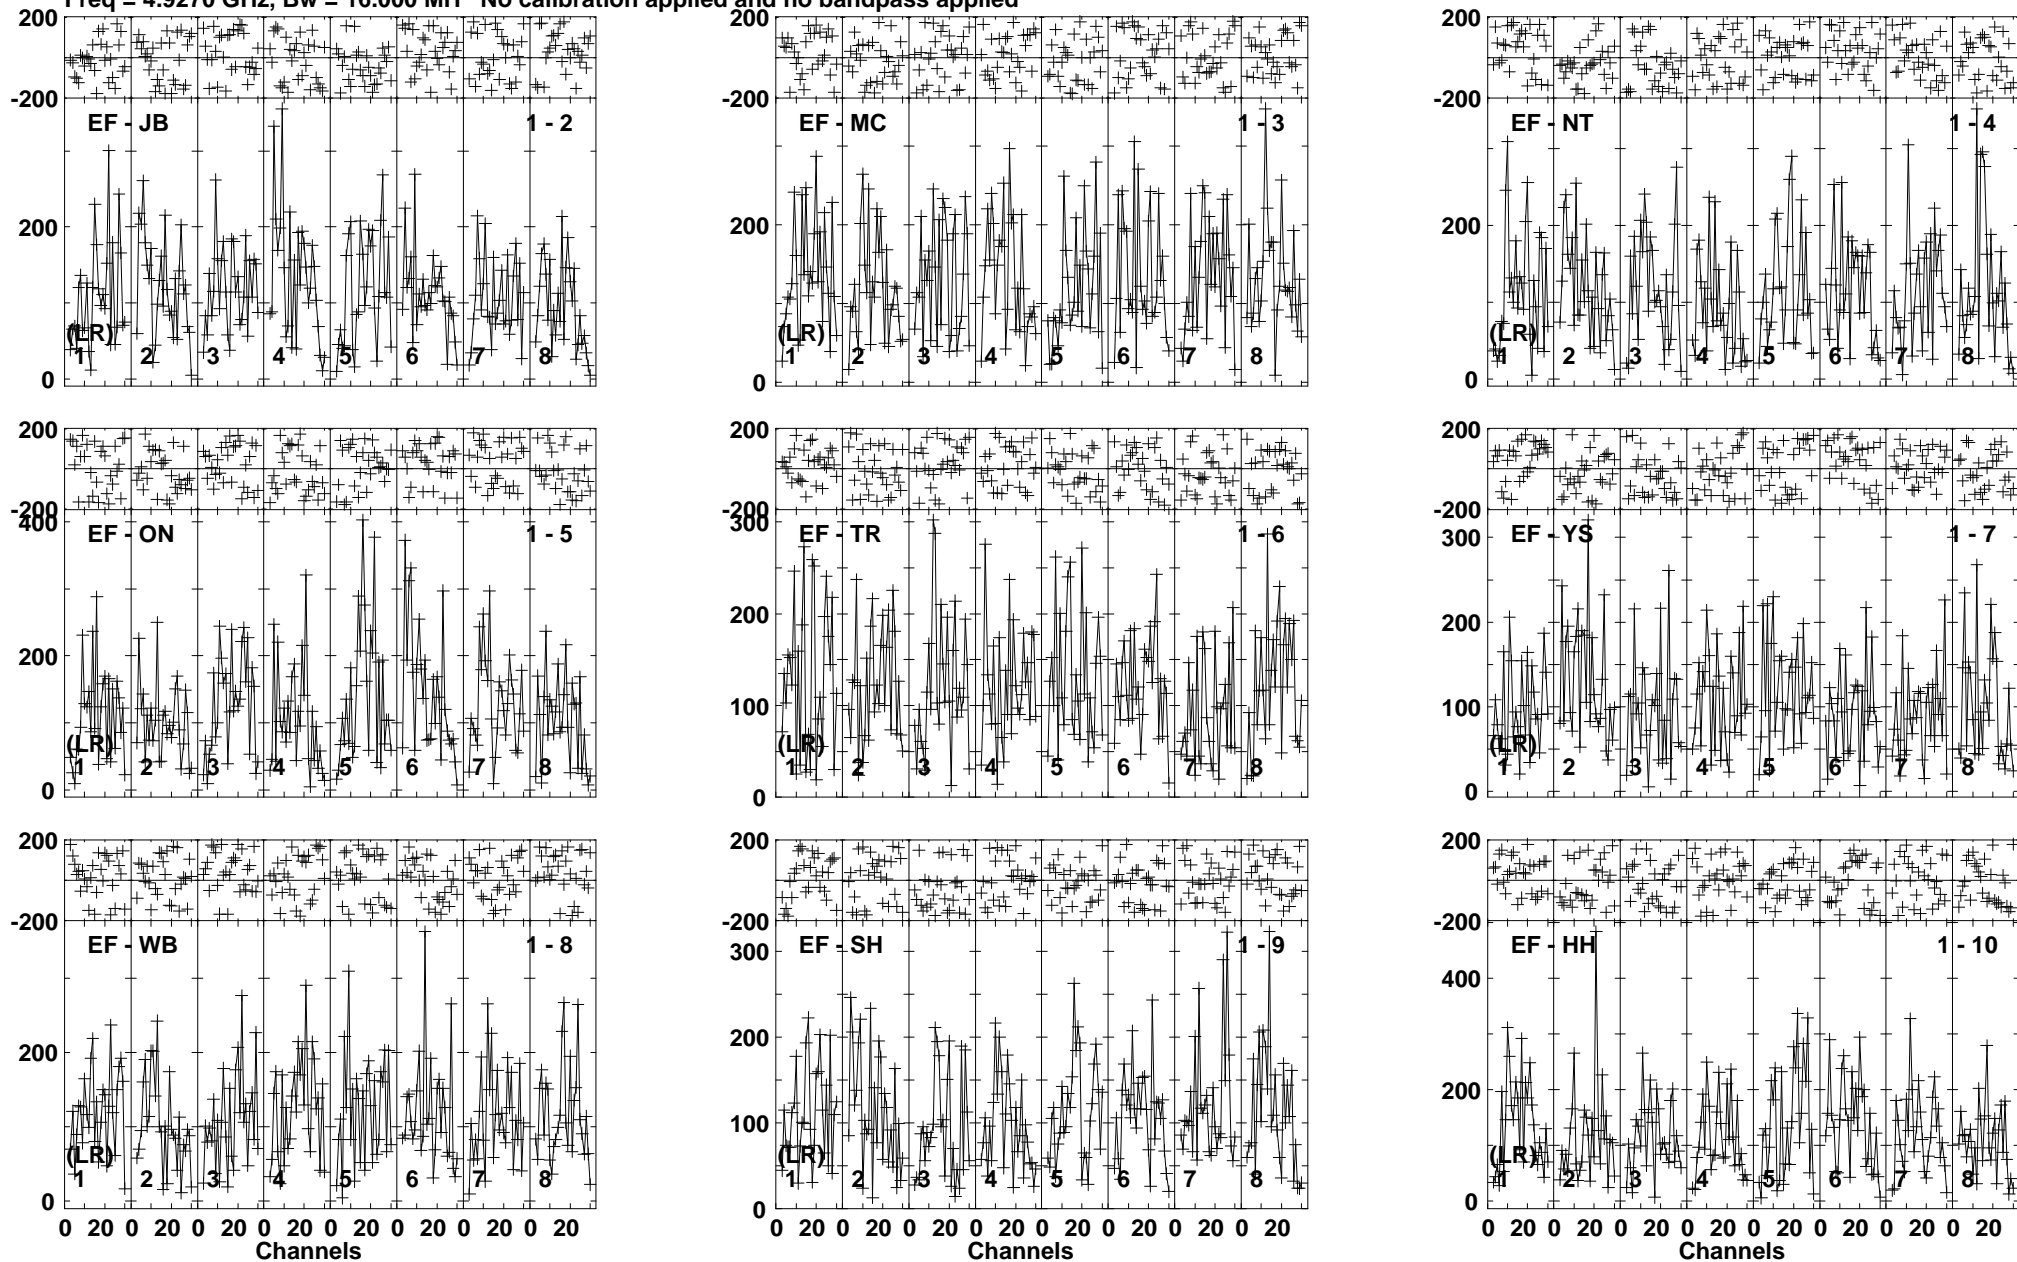 Freq = 4.9270 GHz, Bw = 16.000 MH No calibration applied and no bandpass applied
200 200 200
-200 -200 -200
EF - JB 1 - 2 EF - MC 1 - 3 EF - NT 1 - 4
200 200 200
(LR) (LR) (LR)
1 2 3 4 5 6 7 8 1 2 3 4 5 6 7 8 1 2 3 4 5 6 7 8
0 0 0
200 200 200
-200 -200 -200
400 300 300
EF - ON 1 - 5 EF - TR 1 - 6 EF - YS 1 - 7
200 200 200
100 100
(LR) (LR) (LR)
1 2 3 4 5 6 7 8 1 2 3 4 5 6 7 8 1 2 3 4 5 6 7 8
0 0 0
200 200 200
-200 -200 -200
EF - WB 1 - 8 EF - SH 1 - 9 EF - HH 1 - 10
300 400
200 200 200
100
(LR) (LR) (LR)
1 2 3 4 5 6 7 8 1 2 3 4 5 6 7 8 1 2 3 4 5 6 7 8
0 0 0
0 20 0 20 0 20 0 20 0 20 0 20 0 20 0 20 0 20 0 20 0 20 0 20 0 20 0 20 0 20 0 20 0 20 0 20 0 20 0 20 0 20 0 20 0 20 0 20
Channels Channels Channels